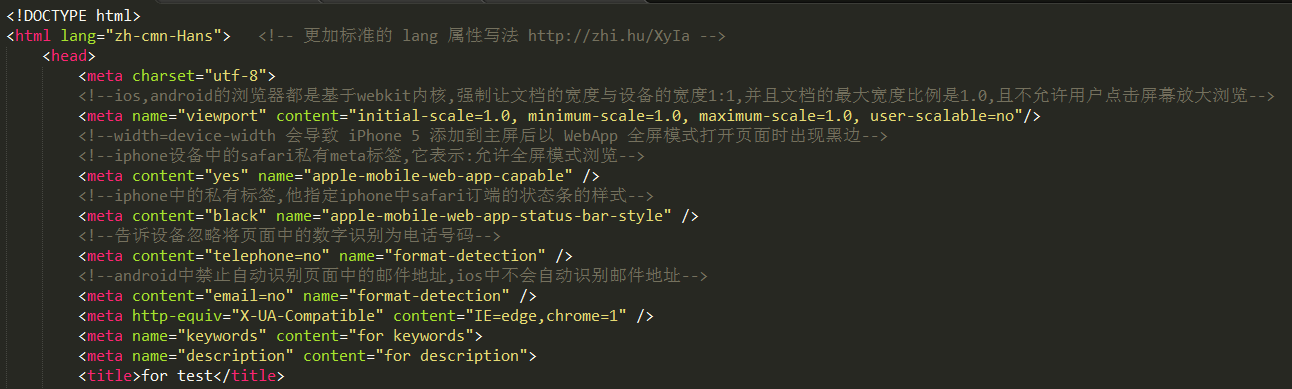 <!DOCTYPE html>
<html lang="zh-cmn-Hans">   <!-- 更加标准的 lang 属性写法 http://zhi.hu/XyIa -->
    <head>
        <meta charset="utf-8">
        <!--ios,android的浏览器都是基于webkit内核,强制让文档的宽度与设备的宽度1:1,并且文档的最大宽度比例是1.0,且不允许用户点击屏幕放大浏览-->
        <meta name="viewport" content="initial-scale=1.0, minimum-scale=1.0, maximum-scale=1.0, user-scalable=no"/>
        <!--width=device-width 会导致 iPhone 5 添加到主屏后以 WebApp 全屏模式打开页面时出现黑边-->
        <!--iphone设备中的safari私有meta标签,它表示:允许全屏模式浏览-->
        <meta content="yes" name="apple-mobile-web-app-capable" />
        <!--iphone中的私有标签,他指定iphone中safari订端的状态条的样式-->
        <meta content="black" name="apple-mobile-web-app-status-bar-style" />
        <!--告诉设备忽略将页面中的数字识别为电话号码-->
        <meta content="telephone=no" name="format-detection" />
        <!--android中禁止自动识别页面中的邮件地址,ios中不会自动识别邮件地址-->
        <meta content="email=no" name="format-detection" />
        <meta http-equiv="X-UA-Compatible" content="IE=edge,chrome=1" />
        <meta name="keywords" content="for keywords">
        <meta name="description" content="for description">
        <title>for test</title>